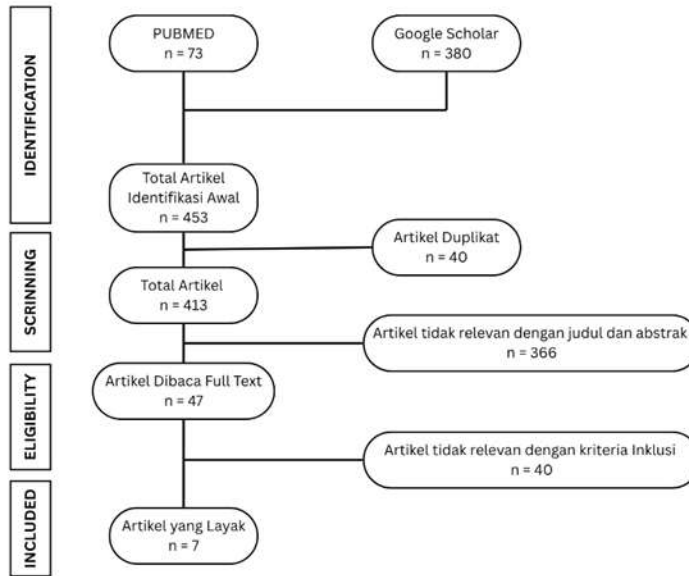 PUBMED
n = 73
Google Scholar
n = 380
IDENTIFICATION
Total Artikel
Identifikasi Awal
n = 453
SCRINNING
Artikel Duplikat
n = 40
Total Artikel
n = 413
Artikel tidak relevan dengan judul dan abstrak
n = 366
ELIGIBILITY
Artikel Dibaca Full Text
n = 47
Artikel tidak relevan dengan kriteria Inklusi
n = 40
INCLUDED
Artikel yang Layak
n = 7